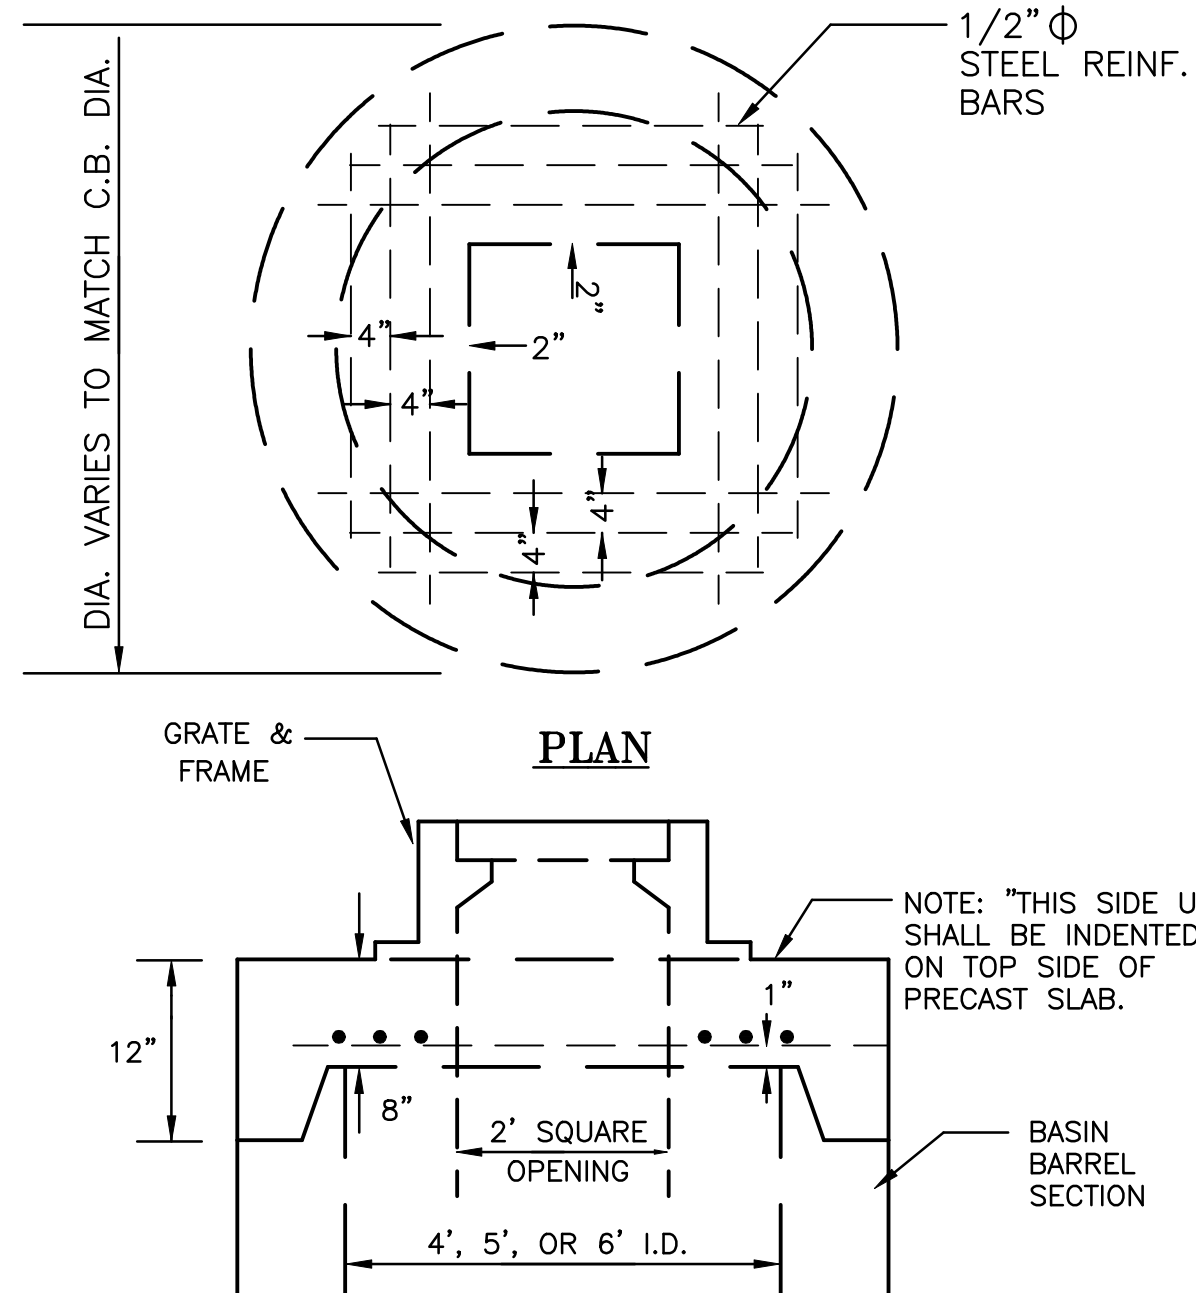 1/2” ϕ
STEEL REINF.
BARS
DIA. VARIES TO MATCH C.B. DIA.
2”
4”
2”
4”
4”
4”
GRATE &
FRAME
PLAN
NOTE: ”THIS SIDE U
SHALL BE INDENTED
ON TOP SIDE OF
PRECAST SLAB.
1”
12”
8”
2’ SQUARE
OPENING
BASIN
BARREL
SECTION
4’, 5’, OR 6’ I.D.